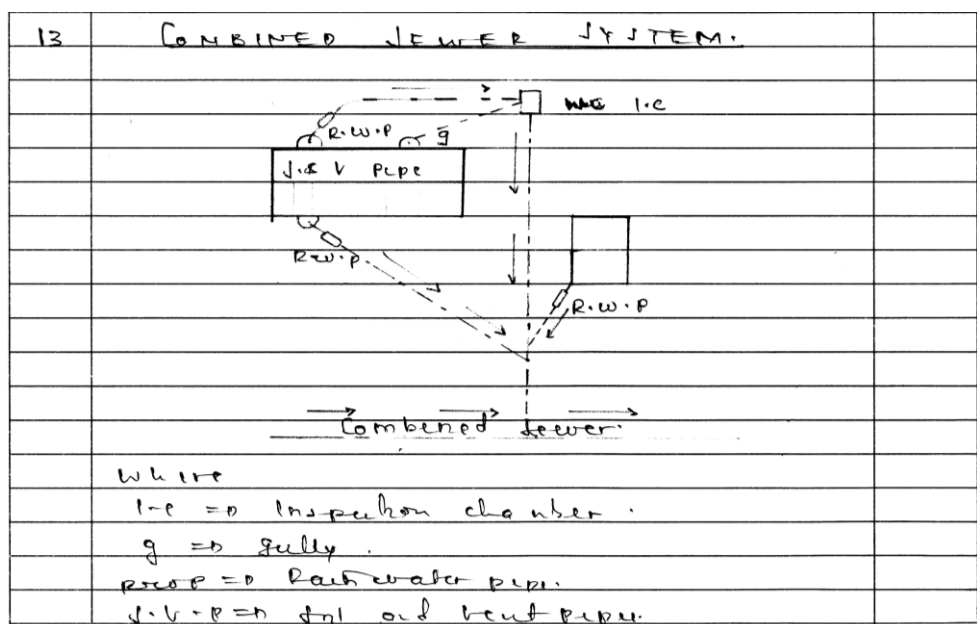 13 COMBINED SEWER SYSTEM.
I.C
R.W.P g
S.& V Pipe
R.W.P.
R.W.P
Combined Sewer.
Where
I.C => Inspection chamber.
g => gully.
=> Rain water pipe.
S.V.P => Soil and vent pipe.